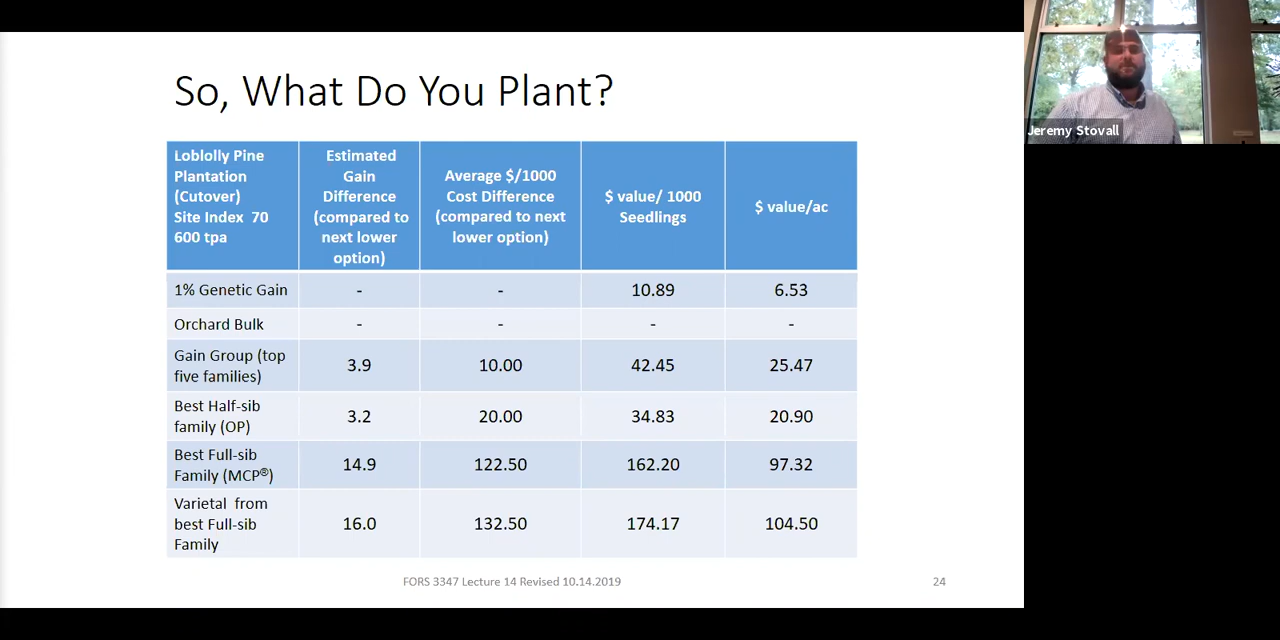 So, What Do You Plant?
Jeremy Stovall
Loblolly Pine
Plantation
(Cutover)
Site Index 70
600 tpa
Estimated
Gain
Difference
(compared to
next lower
option)
Average $/1000
Cost Difference
(compared to next
lower option)
$ value/ 1000
Seedlings
$ value/ac
1% Genetic Gain
-
-
10.89
6.53
Orchard Bulk
-
-
-
-
Gain Group (top
five families)
3.9
10.00
42.45
25.47
Best Half-sib
family (OP)
3.2
20.00
34.83
20.90
Best Full-sib
Family (MCP®)
14.9
122.50
162.20
97.32
Varietal from
best Full-sib
Family
16.0
132.50
174.17
104.50
FORS 3347 Lecture 14 Revised 10.14.2019
24